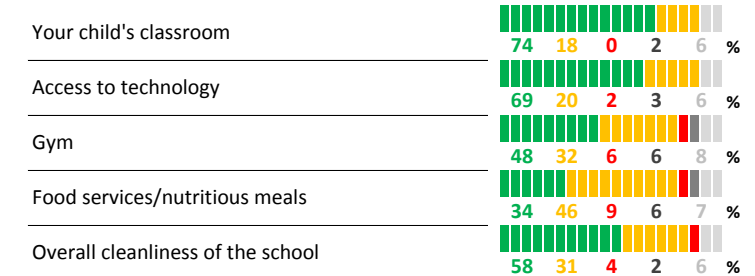 Your child's classroom
74 18 0 2 6 %
Access to technology
69 20 2 3 6 %
Gym
48 32 6 6 8 %
Food services/nutritious meals
34 46 9 6 7 %
Overall cleanliness of the school
58 31 4 2 6 %